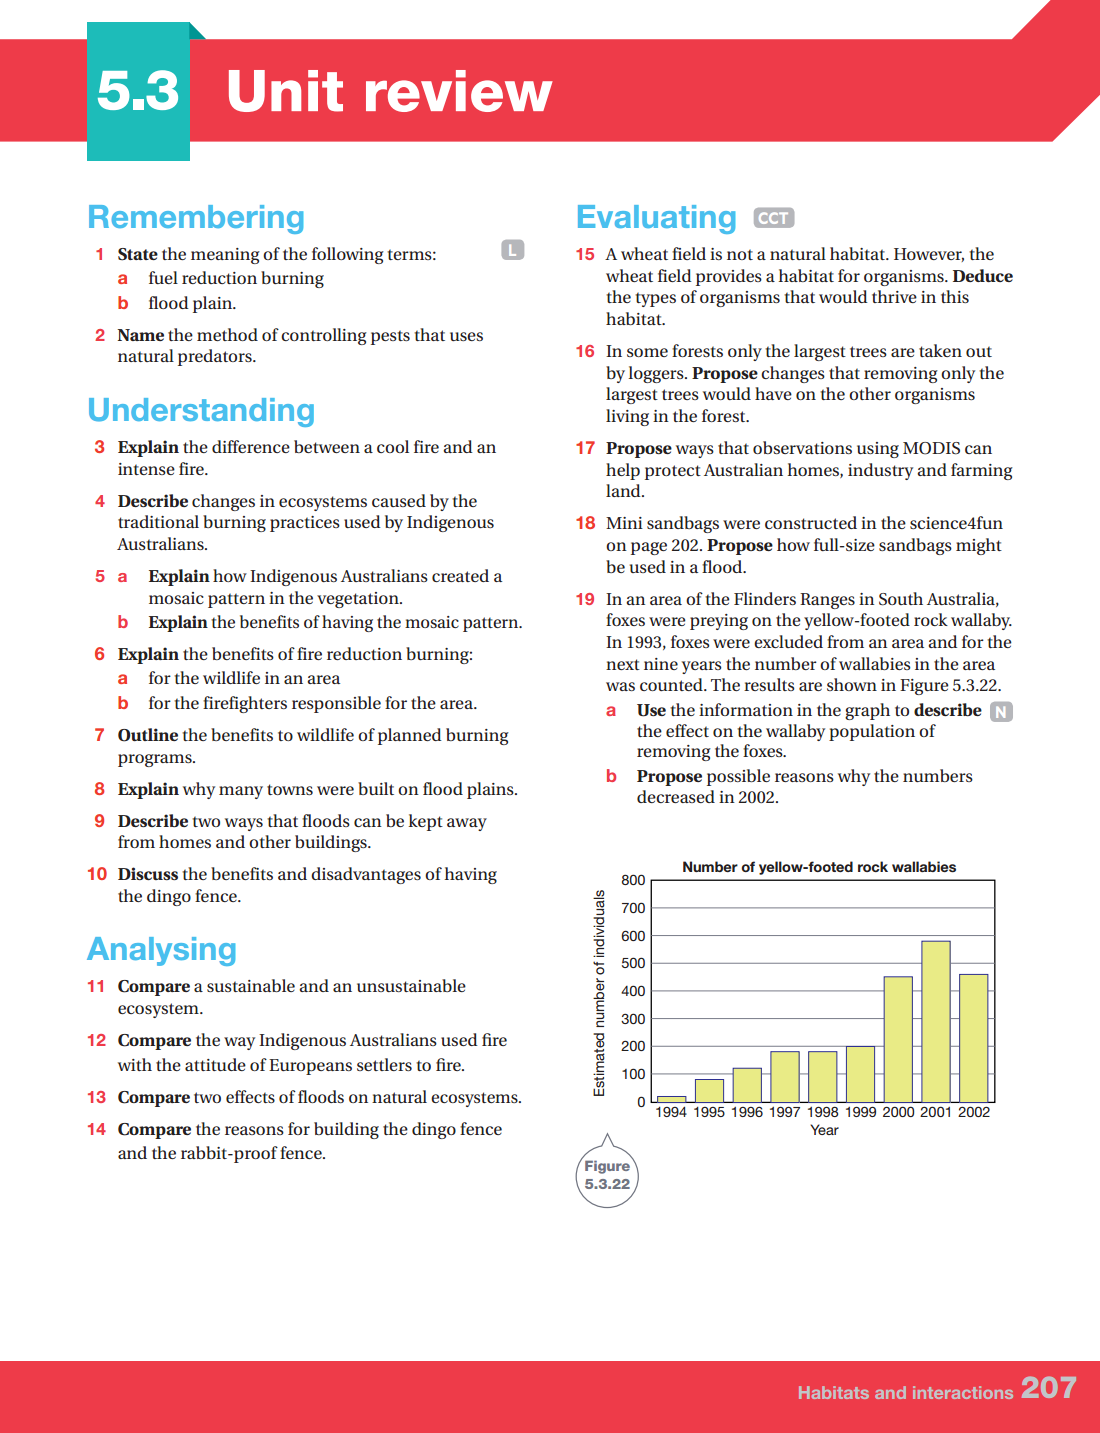 5.3 Unit review
Remembering
1 State the meaning of the following terms: L
a fuel reduction burning
b flood plain.
2 Name the method of controlling pests that uses
natural predators.
Understanding
3 Explain the difference between a cool fire and an
intense fire.
4 Describe changes in ecosystems caused by the
traditional burning practices used by Indigenous
Australians.
5 a Explain how Indigenous Australians created a
mosaic pattern in the vegetation.
b Explain the benefits of having the mosaic pattern.
6 Explain the benefits of fire reduction burning:
a for the wildlife in an area
b for the firefighters responsible for the area.
7 Outline the benefits to wildlife of planned burning
programs.
8 Explain why many towns were built on flood plains.
9 Describe two ways that floods can be kept away
from homes and other buildings.
10 Discuss the benefits and disadvantages of having
the dingo fence.
Analysing
11 Compare a sustainable and an unsustainable
ecosystem.
12 Compare the way Indigenous Australians used fire
with the attitude of Europeans settlers to fire.
13 Compare two effects of floods on natural ecosystems.
14 Compare the reasons for building the dingo fence
and the rabbit-proof fence.
Evaluating CCT
15 A wheat field is not a natural habitat. However, the
wheat field provides a habitat for organisms. Deduce
the types of organisms that would thrive in this
habitat.
16 In some forests only the largest trees are taken out
by loggers. Propose changes that removing only the
largest trees would have on the other organisms
living in the forest.
17 Propose ways that observations using MODIS can
help protect Australian homes, industry and farming
land.
18 Mini sandbags were constructed in the science4fun
on page 202. Propose how full-size sandbags might
be used in a flood.
19 In an area of the Flinders Ranges in South Australia,
foxes were preying on the yellow-footed rock wallaby.
In 1993, foxes were excluded from an area and for the
next nine years the number of wallabies in the area
was counted. The results are shown in Figure 5.3.22.
a Use the information in the graph to describe N
the effect on the wallaby population of
removing the foxes.
b Propose possible reasons why the numbers
decreased in 2002.
Number of yellow-footed rock wallabies
Estimated number of individuals
800
700
600
500
400
300
200
100
0
1994 1995 1996 1997 1998 1999 2000 2001 2002
Year
Figure
5.3.22
Habitats and interactions 207